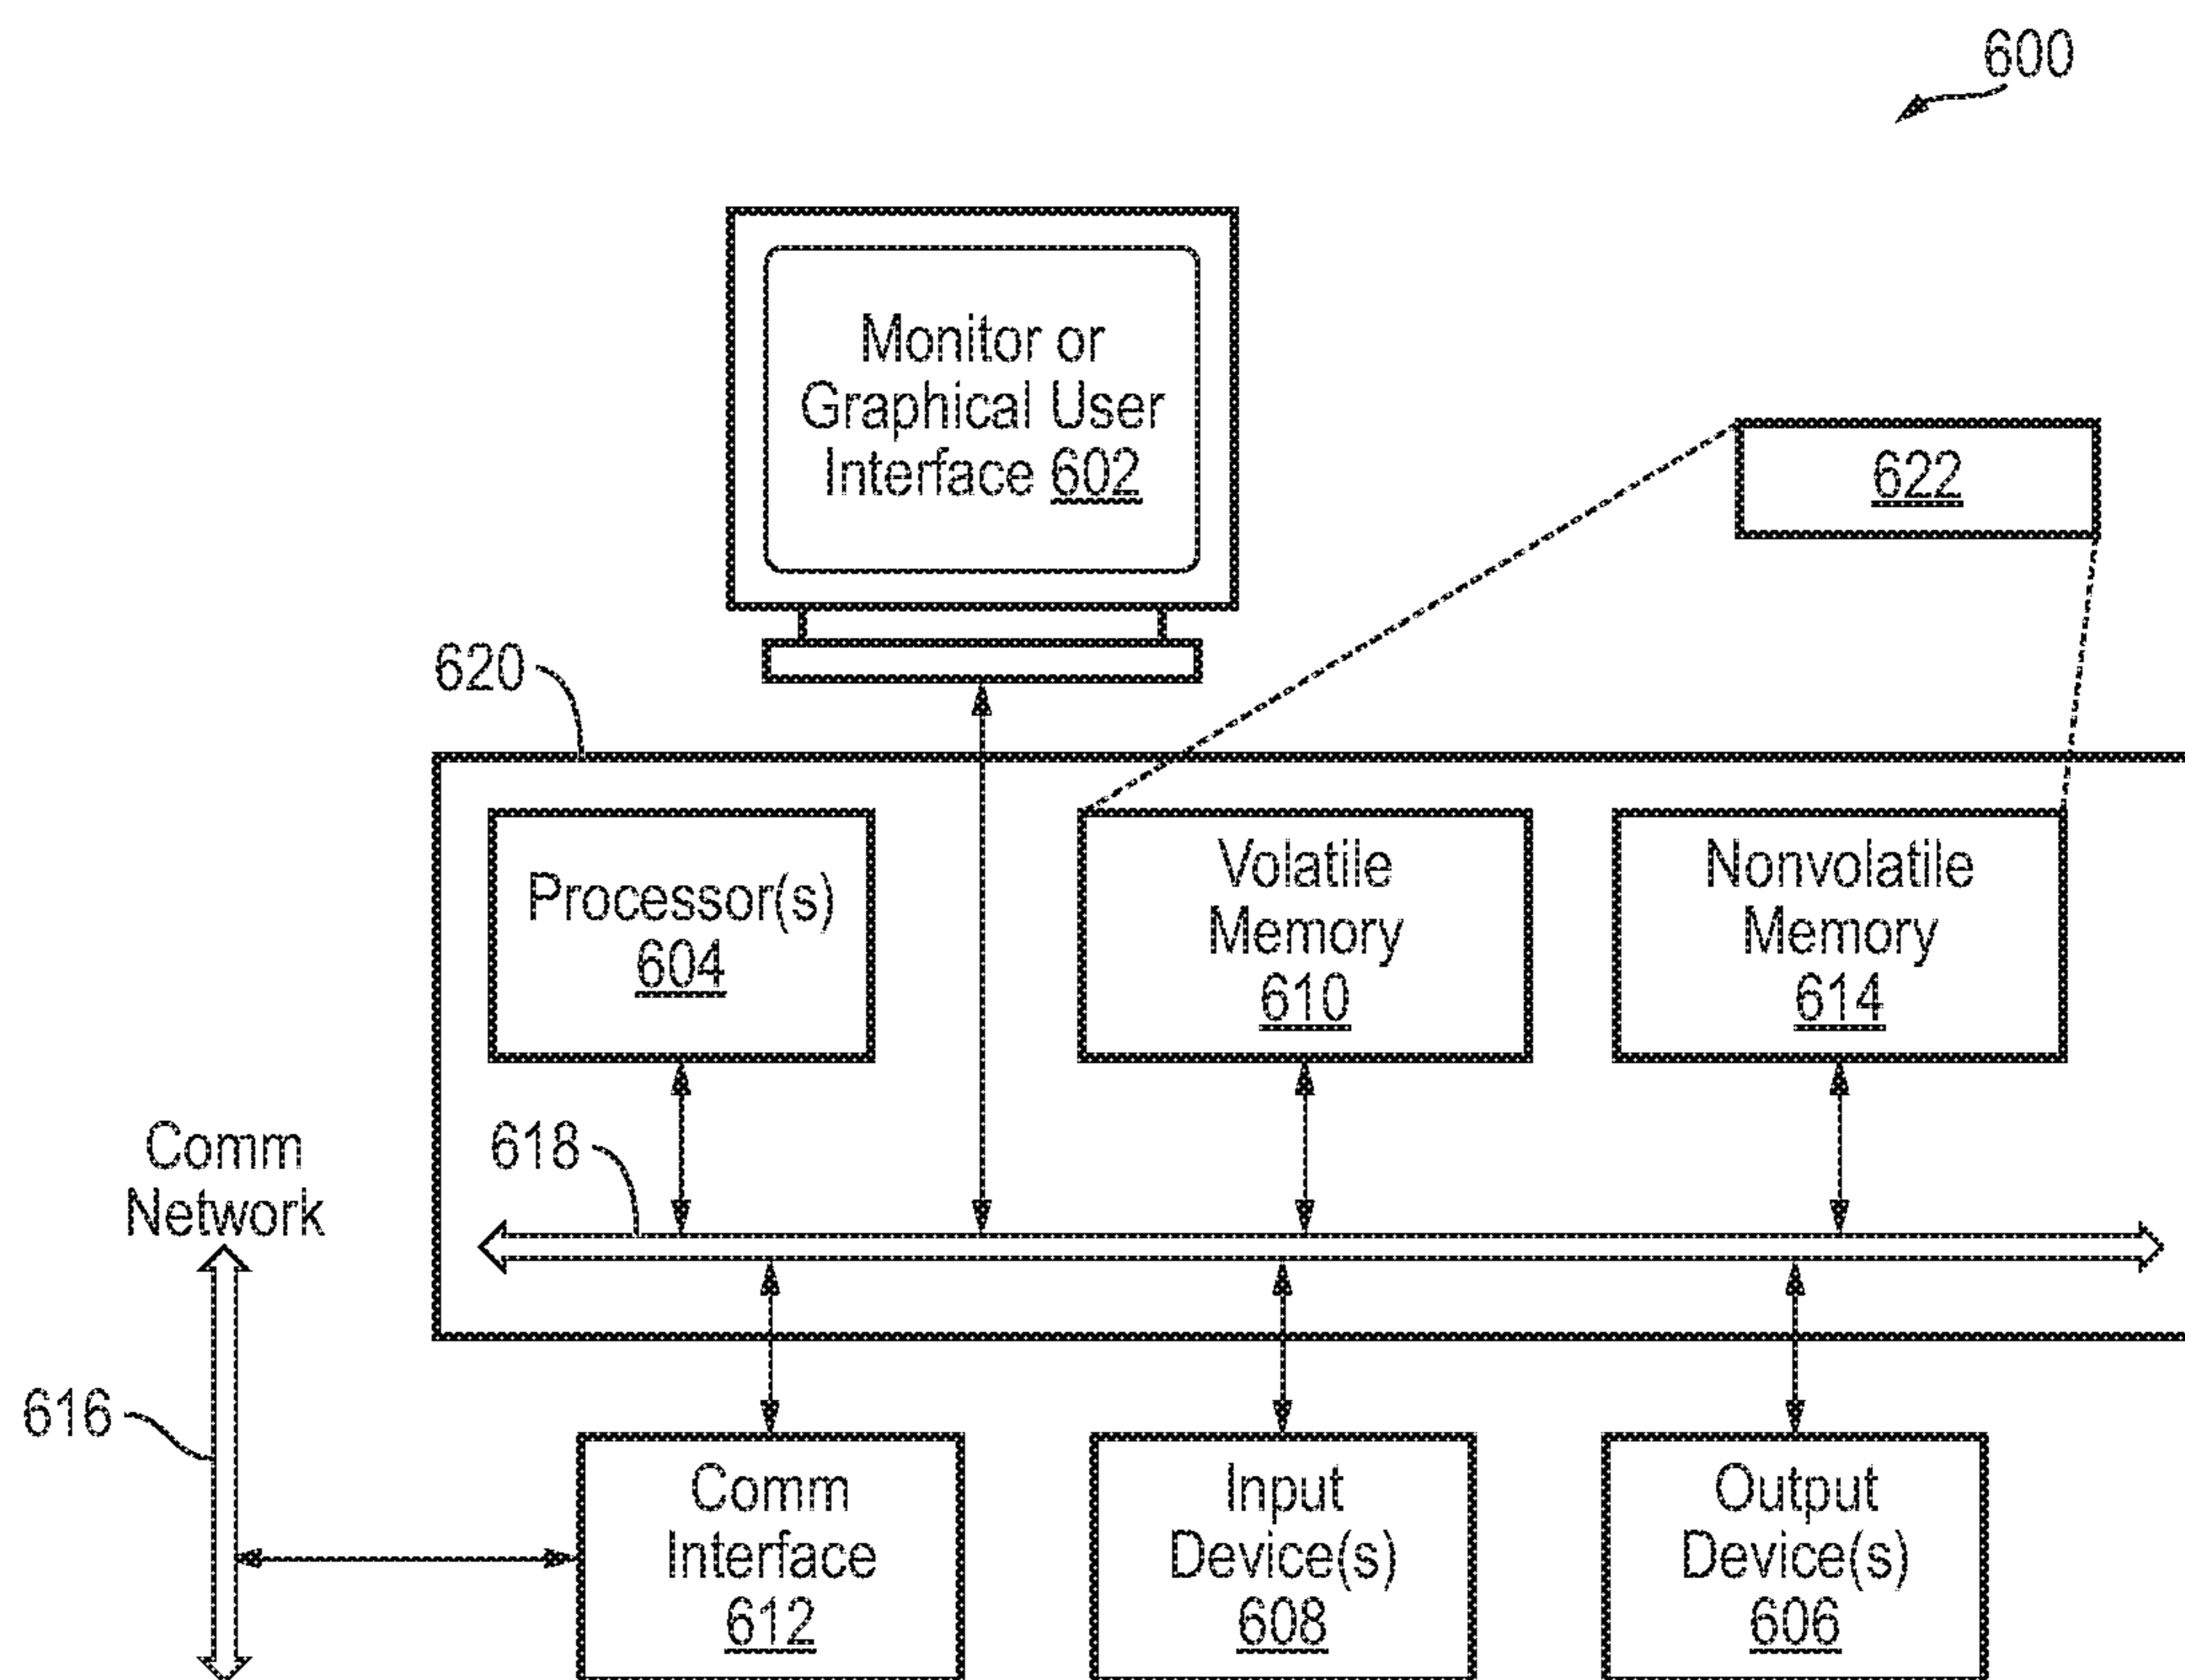 600
Monitor or
Graphical User
Interface 602
622
620
Processor(s)
604
Volatile
Memory
610
Nonvolatile
Memory
614
618
Comm
Network
616
Comm
Interface
612
Input
Device(s)
608
Output
Device(s)
606